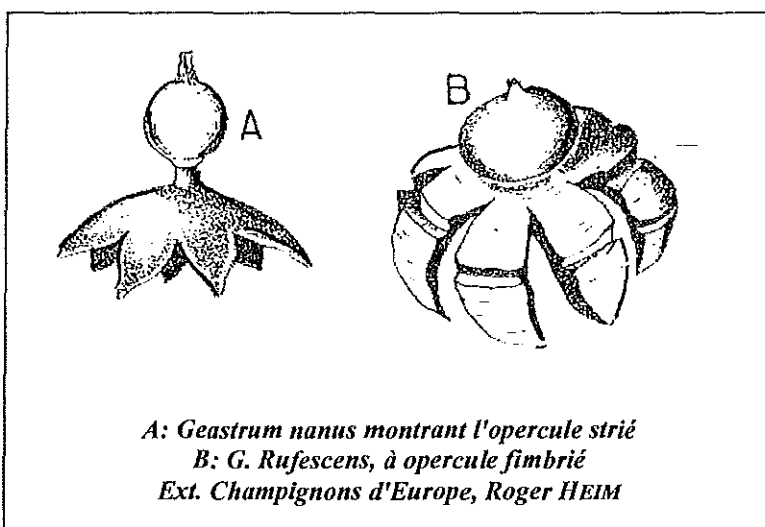 A
B
A: Geastrum nanus montrant l'opercule strié
B: G. Rufescens, à opercule fimbrié
Ext. Champignons d'Europe, Roger HEIM